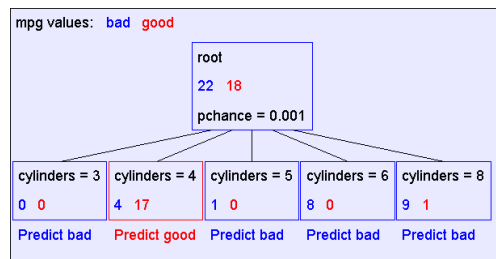 mpg values: bad good
root
22 18
pchance = 0.001
cylinders = 3 cylinders = 4 cylinders = 5 cylinders = 6 cylinders = 8
0 0 4 17 1 0 8 0 9 1
Predict bad Predict good Predict bad Predict bad Predict bad